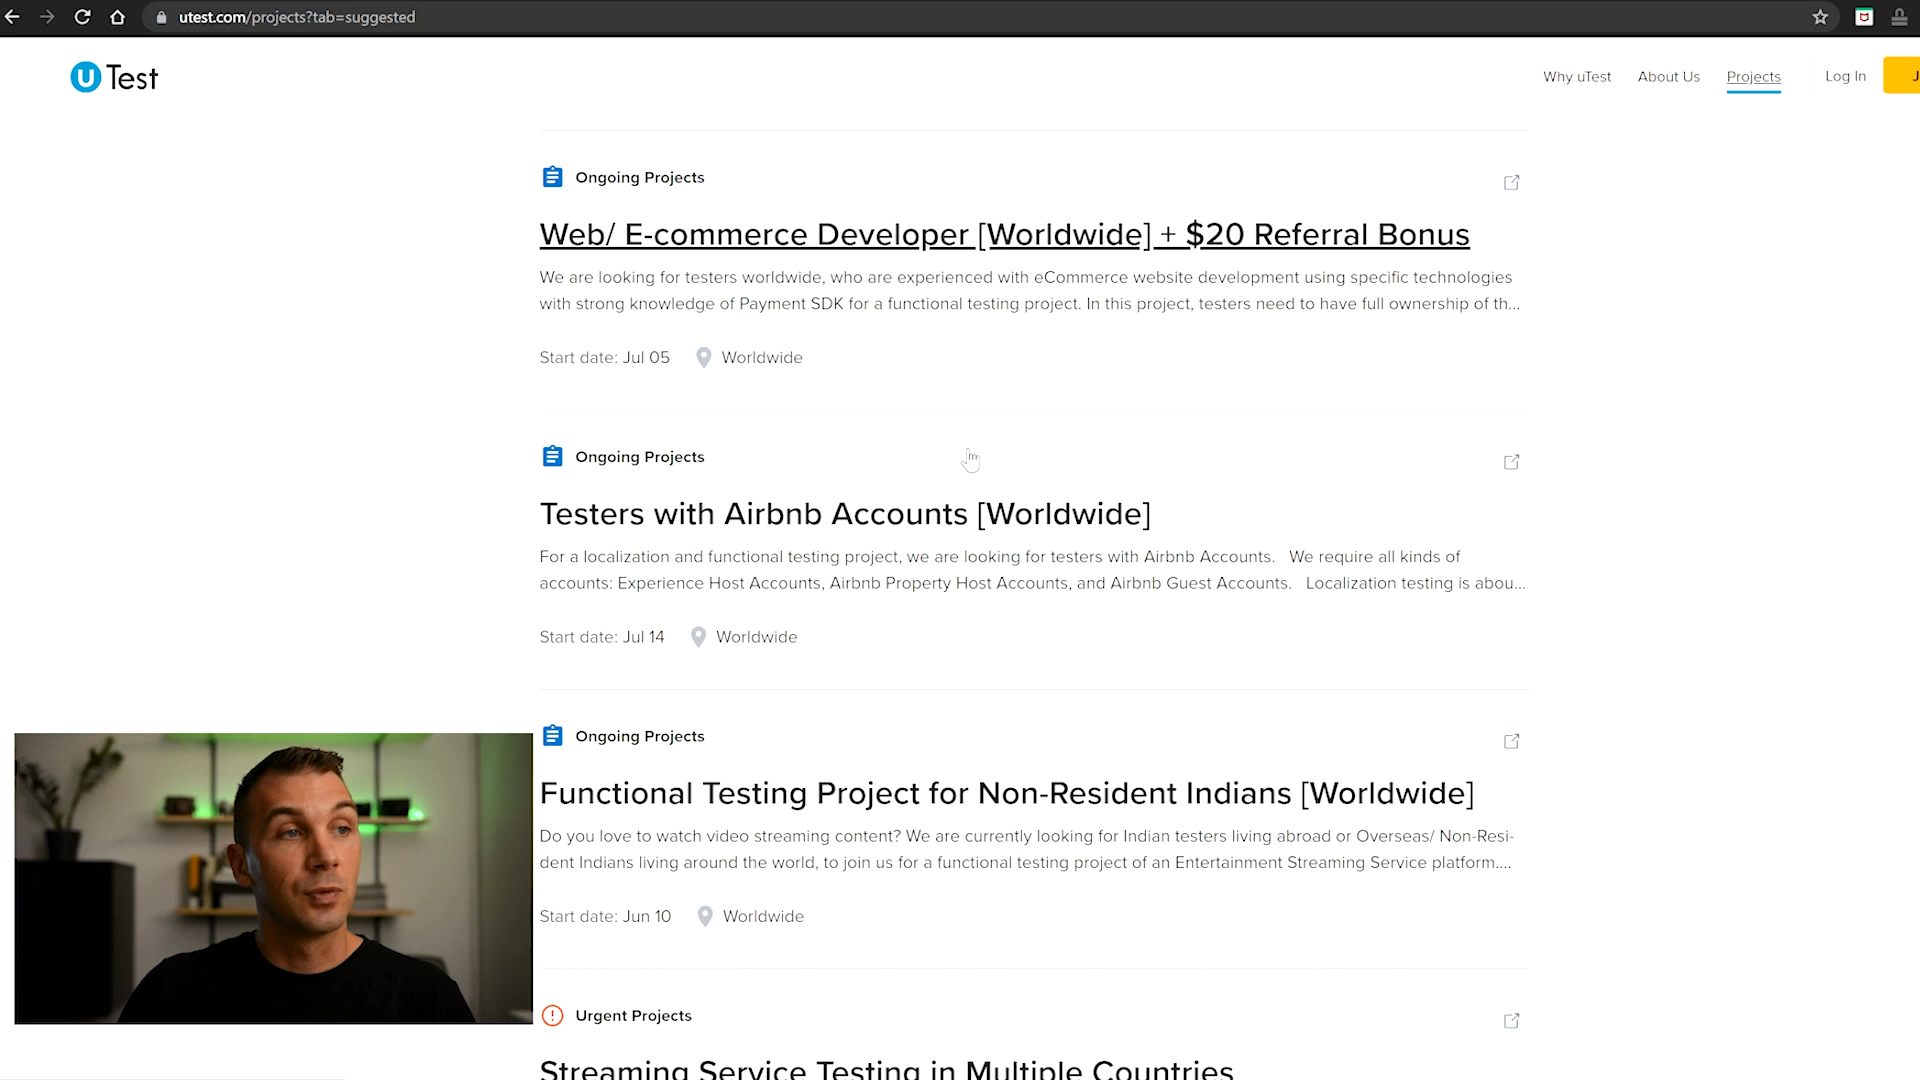 utest.com/projects?tab=suggested
U Test
Why uTest
About Us
Projects
Log In
J
Ongoing Projects
Web/ E-commerce Developer [Worldwide] + $20 Referral Bonus
We are looking for testers worldwide, who are experienced with eCommerce website development using specific technologies
with strong knowledge of Payment SDK for a functional testing project. In this project, testers need to have full ownership of th...
Start date: Jul 05 Worldwide
Ongoing Projects
Testers with Airbnb Accounts [Worldwide]
For a localization and functional testing project, we are looking for testers with Airbnb Accounts. We require all kinds of
accounts: Experience Host Accounts, Airbnb Property Host Accounts, and Airbnb Guest Accounts. Localization testing is abou...
Start date: Jul 14 Worldwide
Ongoing Projects
Functional Testing Project for Non-Resident Indians [Worldwide]
Do you love to watch video streaming content? We are currently looking for Indian testers living abroad or Overseas/ Non-Resi-
dent Indians living around the world, to join us for a functional testing project of an Entertainment Streaming Service platform....
Start date: Jun 10 Worldwide
Urgent Projects
Streaming Service Testing in Multiple Countries